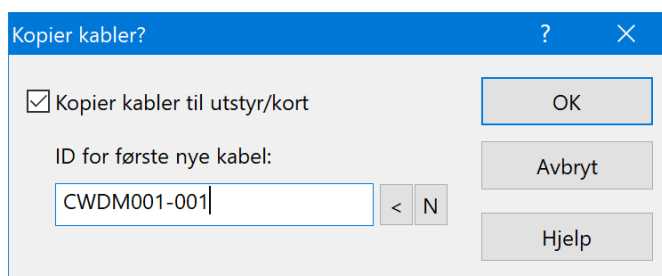 Kopier kabler?
?
Kopier kabler til utstyr/kort
OK
ID for første nye kabel:
Avbryt
CWDM001-001
<
N
Hjelp